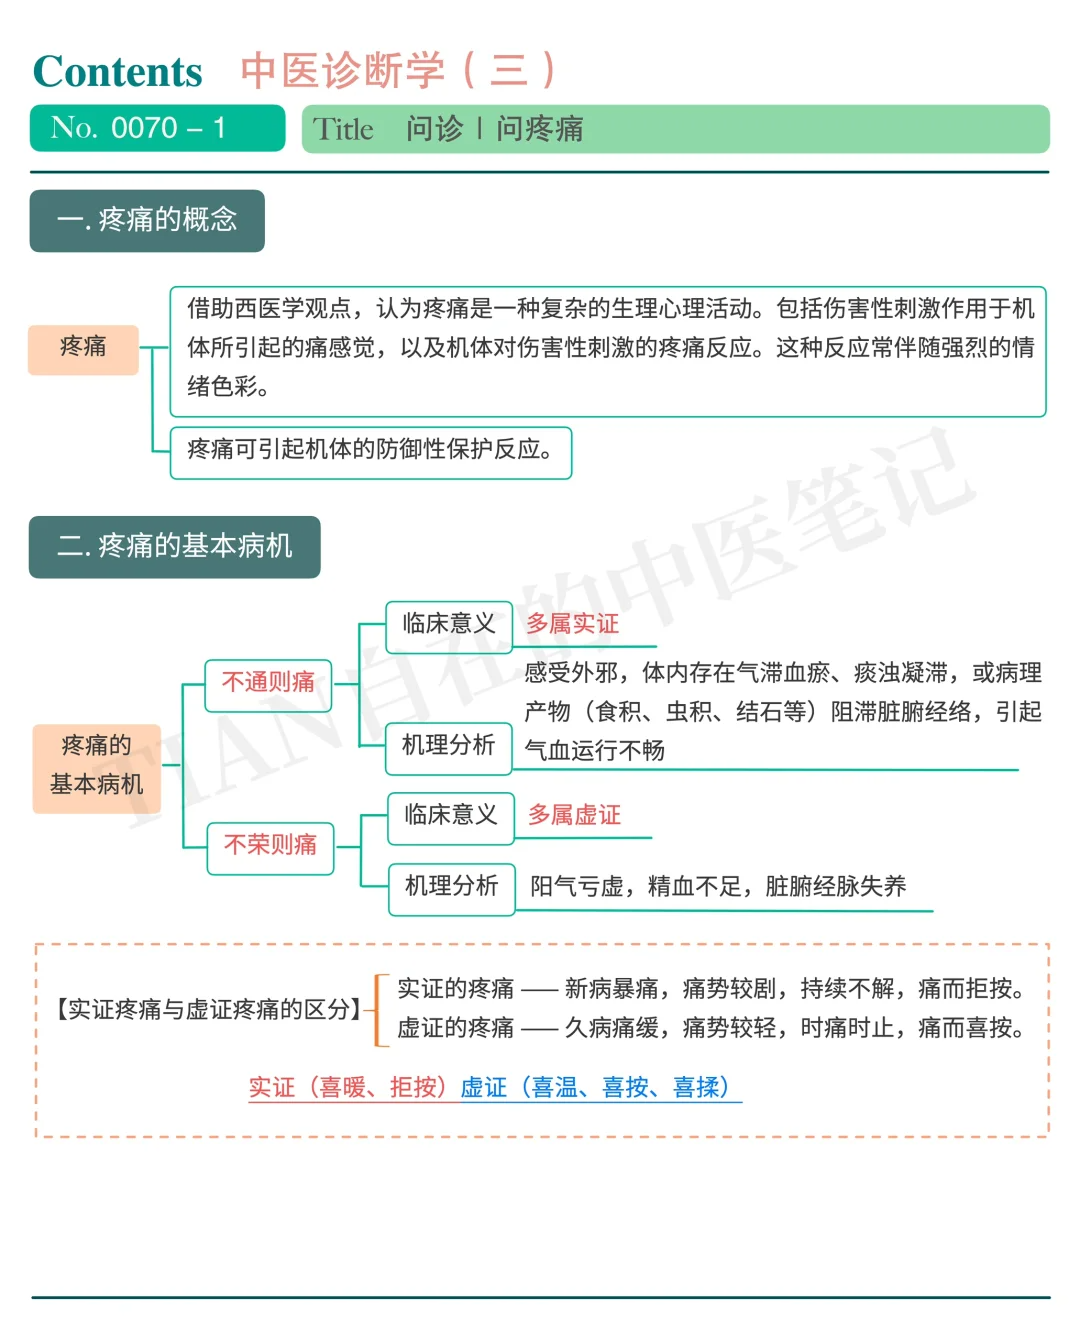 Contents 中医诊断学（三）
No. 0070 – 1
Title 问诊 | 问疼痛
一. 疼痛的概念
疼痛
借助西医学观点，认为疼痛是一种复杂的生理心理活动。包括伤害性刺激作用于机
体所引起的痛感觉，以及机体对伤害性刺激的疼痛反应。这种反应常伴随强烈的情
绪色彩。
疼痛可引起机体的防御性保护反应。
二. 疼痛的基本病机
疼痛的
基本病机
不通则痛
临床意义 多属实证
机理分析
感受外邪，体内存在气滞血瘀、痰浊凝滞，或病理
产物（食积、虫积、结石等）阻滞脏腑经络，引起
气血运行不畅
不荣则痛
临床意义 多属虚证
机理分析 阳气亏虚，精血不足，脏腑经脉失养
【实证疼痛与虚证疼痛的区分】
实证的疼痛 —— 新病暴痛，痛势较剧，持续不解，痛而拒按。
虚证的疼痛 —— 久病痛缓，痛势较轻，时痛时止，痛而喜按。
实证（喜暖、拒按）虚证（喜温、喜按、喜揉）
TIAN自在的中医笔记